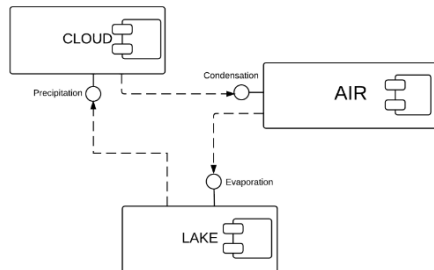 CLOUD
Condensation
Precipitation
AIR
Evaporation
LAKE